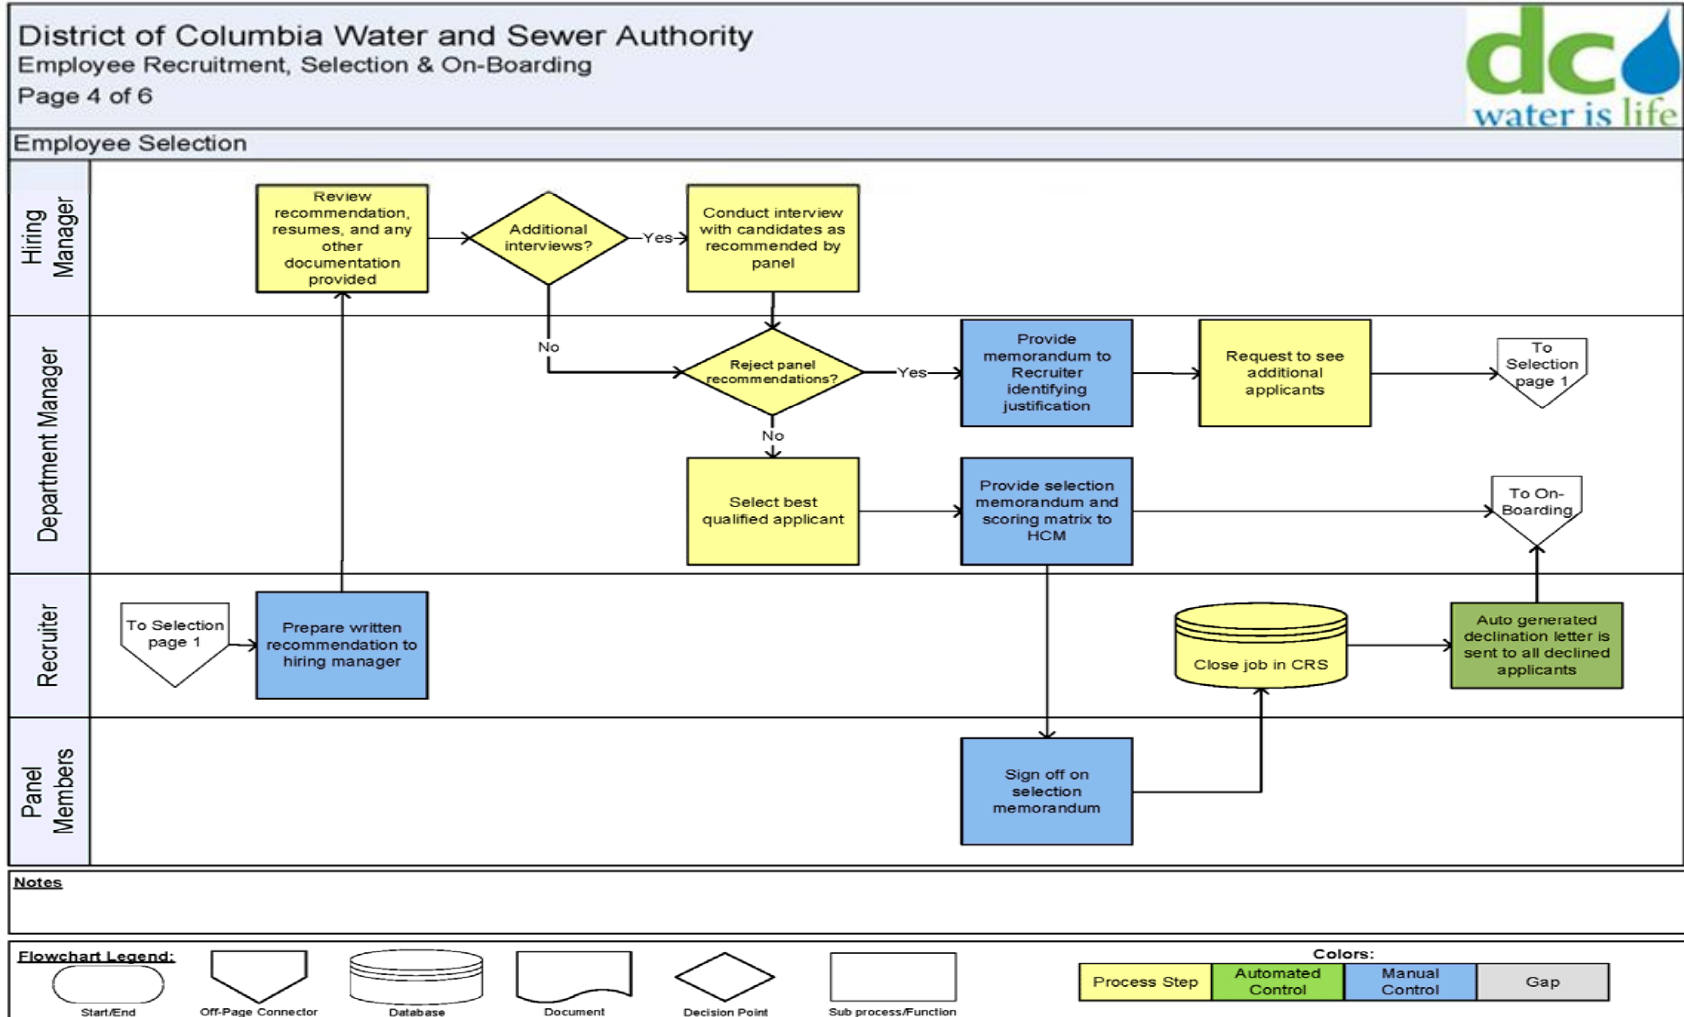 District of Columbia Water and Sewer Authority
Employee Recruitment, Selection & On-Boarding
Page 4 of 6
dc
water is life
Employee Selection
Hiring
Manager
Review
recommendation,
resumes, and any
other
documentation
provided
Additional
interviews?
Yes
Conduct interview
with candidates as
recommended by
panel
No
Department Manager
Reject panel
recommendations?
Yes
Provide
memorandum to
Recruiter
identifying
justification
Request to see
additional
applicants
To
Selection
page 1
No
Select best
qualified applicant
Provide selection
memorandum and
scoring matrix to
HCM
To On-
Boarding
Recruiter
To Selection
page 1
Prepare written
recommendation to
hiring manager
Close job in CRS
Auto generated
declination letter is
sent to all declined
applicants
Panel
Members
Sign off on
selection
memorandum
Notes
Flowchart Legend:
Start/End
Off-Page Connector
Database
Document
Decision Point
Sub process/Function
Colors:
Process Step
Automated
Control
Manual
Control
Gap